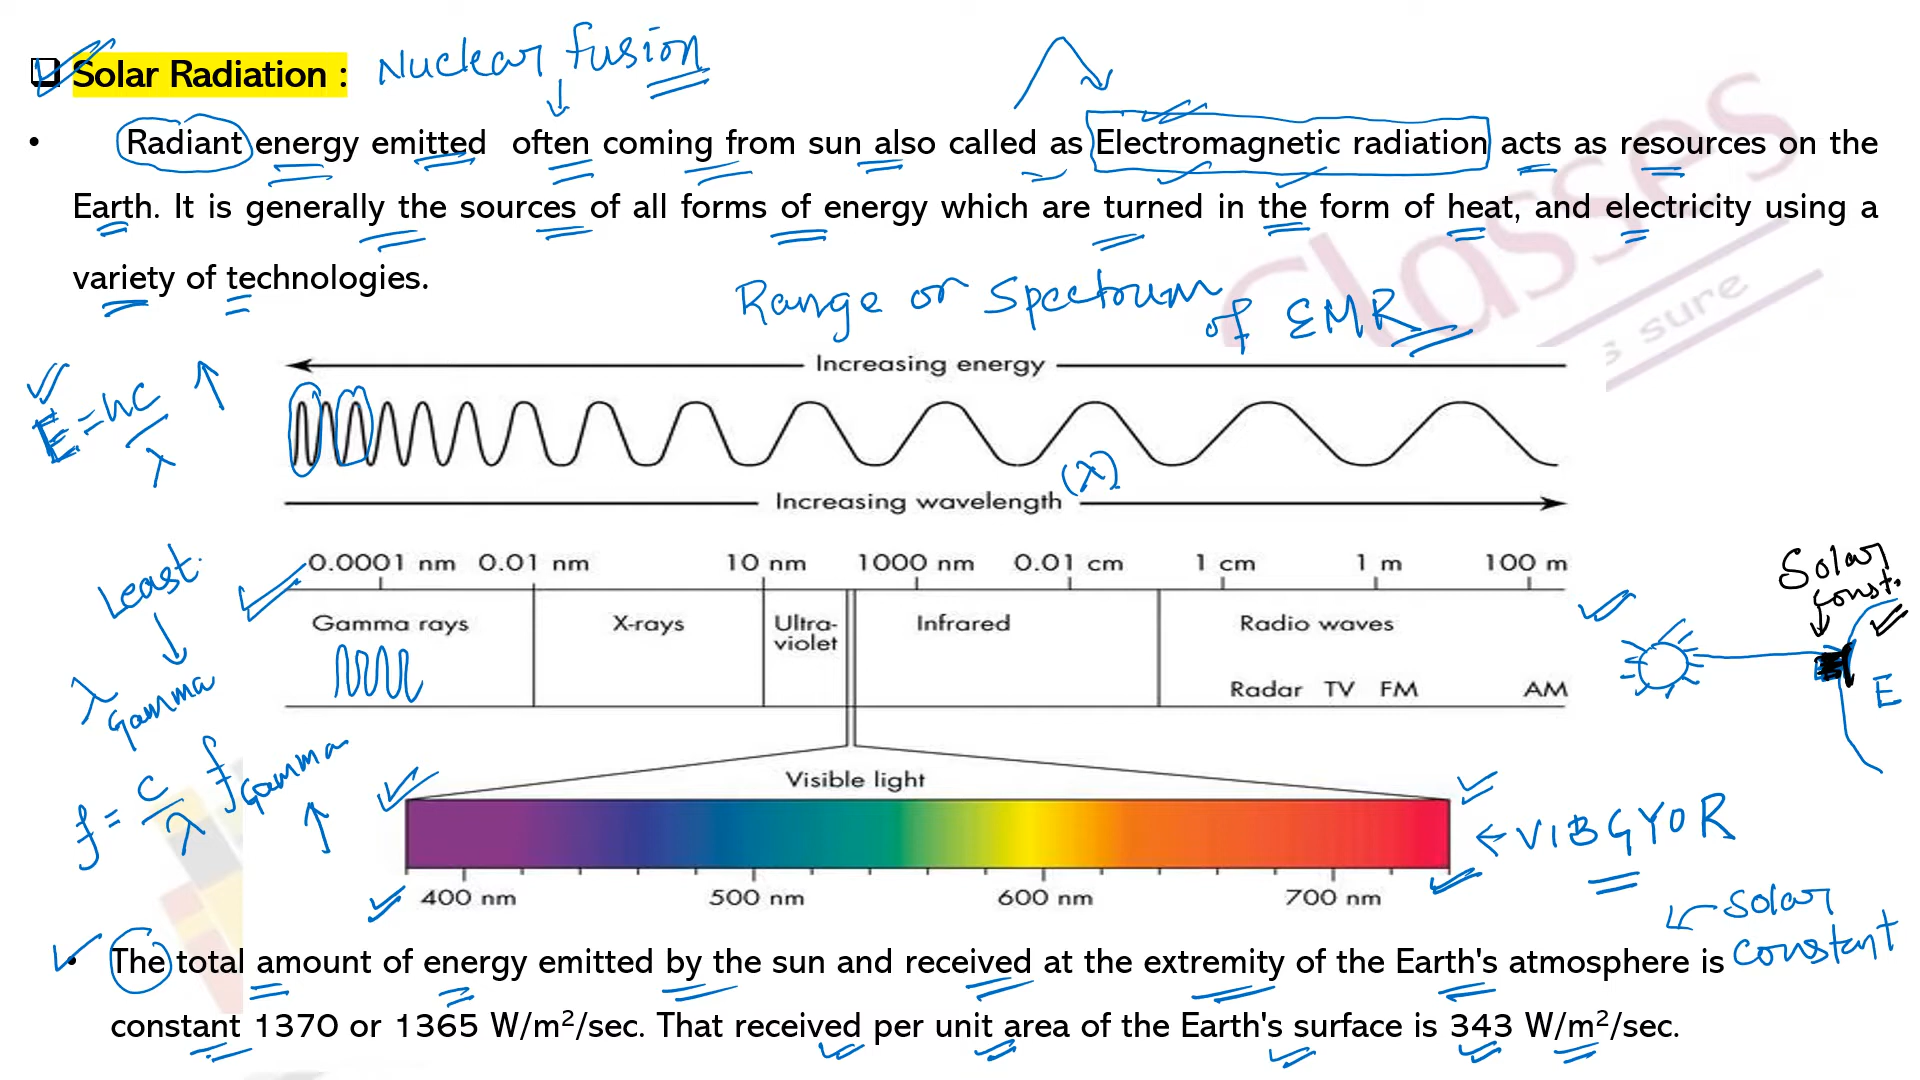 Solar Radiation :
Nuclear fusion
• Radiant energy emitted often coming from sun also called as Electromagnetic radiation acts as resources on the
Earth. It is generally the sources of all forms of energy which are turned in the form of heat, and electricity using a
variety of technologies.
Range or Spectrum
of EMR
classes
s sure
Increasing energy
E = hc
λ
(λ)
Increasing wavelength
0.0001 nm 0.01 nm 10 nm 1000 nm 0.01 cm 1 cm 1 m 100 m
Least
Solar
const.
Gamma rays X-rays Ultra-violet Infrared Radio waves
Radar TV FM AM
λ Gamma
E
f = c
λ
f Gamma
Visible light
← VIBGYOR
400 nm 500 nm 600 nm 700 nm
Solar
constant
• The total amount of energy emitted by the sun and received at the extremity of the Earth's atmosphere is
constant 1370 or 1365 W/m²/sec. That received per unit area of the Earth's surface is 343 W/m²/sec.